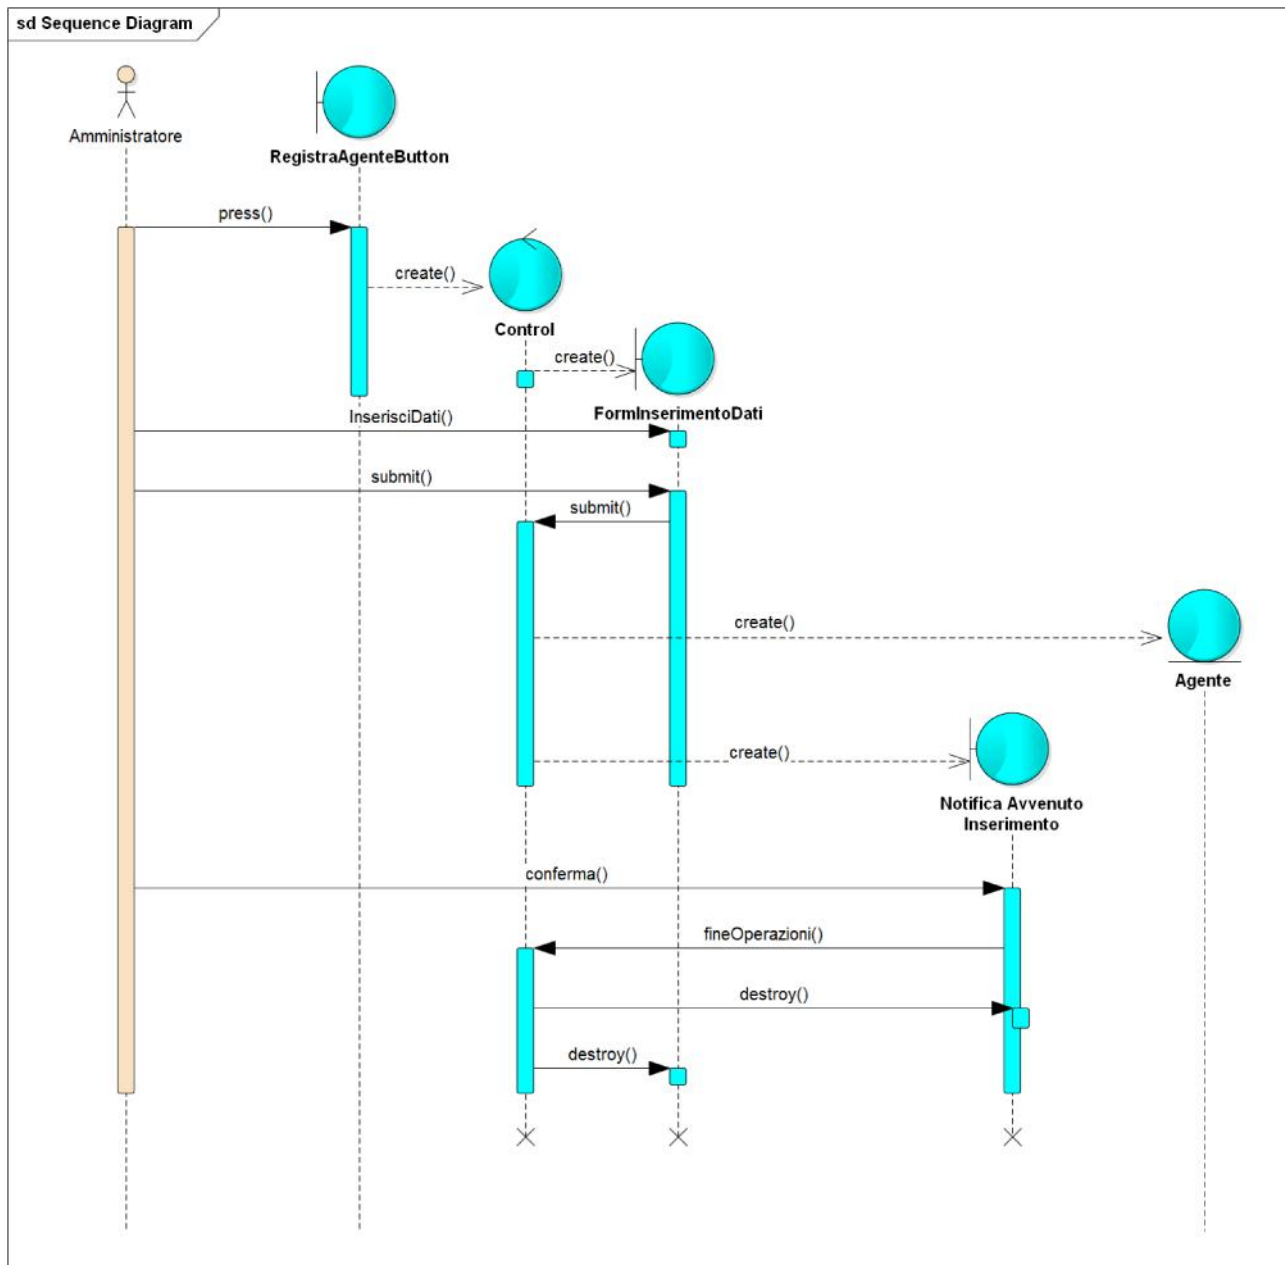 sd Sequence Diagram
Amministratore
RegistraAgenteButton
press()
create()
Control
create()
FormInserimentoDati
InserisciDati()
submit()
submit()
create()
Agente
create()
Notifica Avvenuto
Inserimento
conferma()
fineOperazioni()
destroy()
destroy()